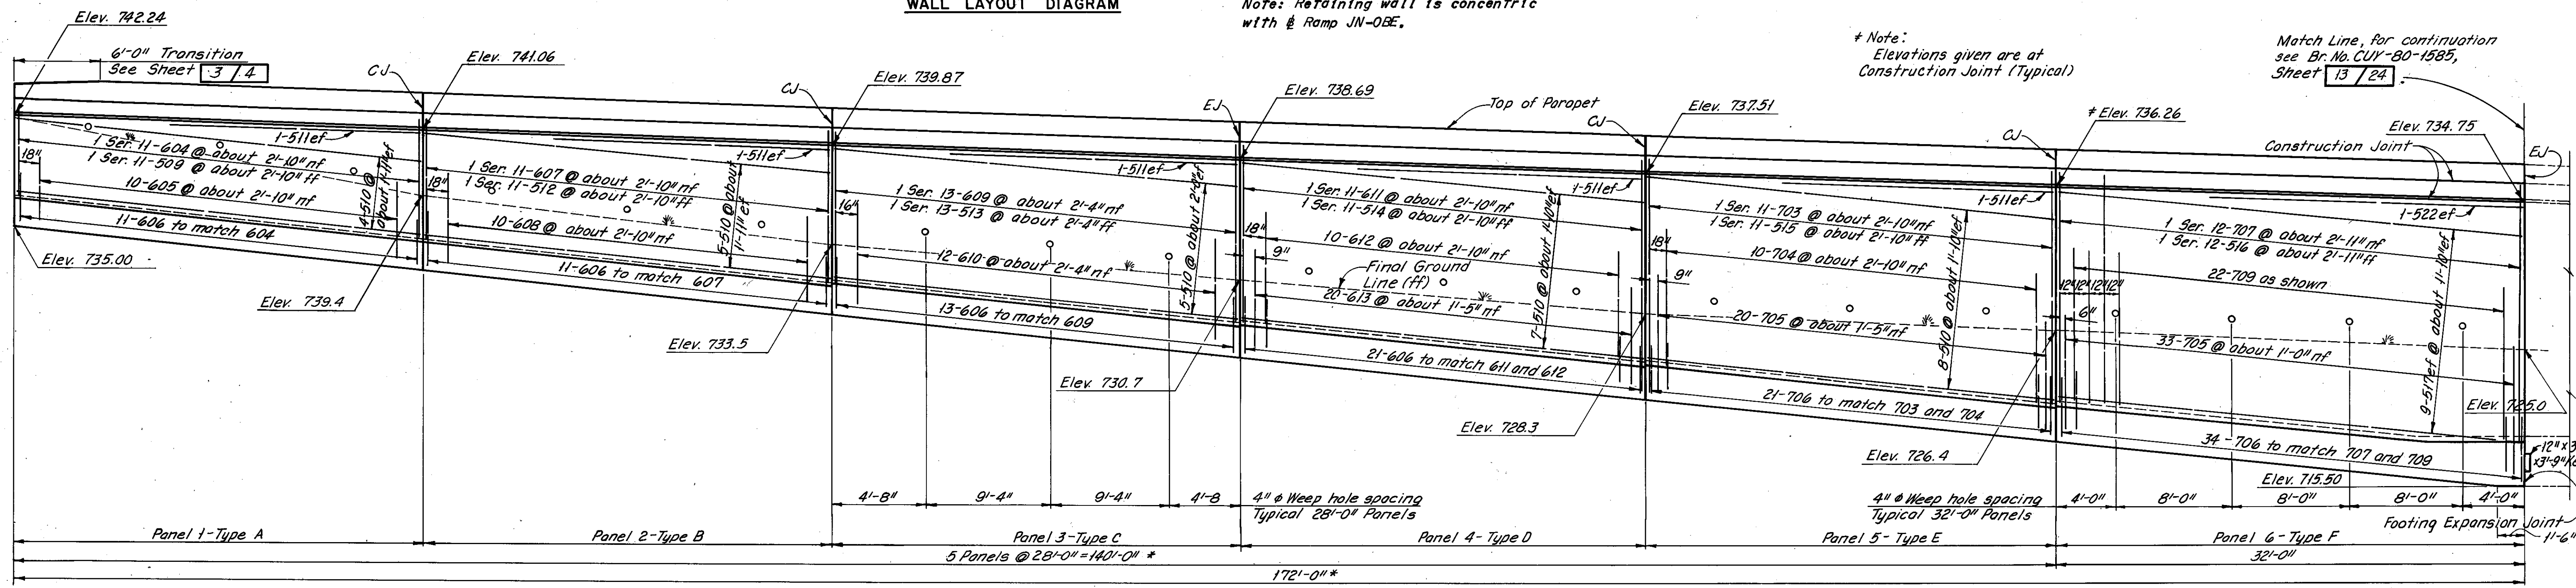 WALL LAYOUT DIAGRAM
Note: Retaining wall is concentric
with ℄ Ramp JN-OBE.
Elev. 742.24
6'-0" Transition
See Sheet 3/4
CJ
Elev. 741.06
CJ
Elev. 739.87
EJ
Elev. 738.69
Top of Parapet
CJ
Elev. 737.51
CJ
‡ Note:
Elevations given are at
Construction Joint (Typical)
‡ Elev. 736.26
Match Line, for continuation
see Br. No. CUY-80-1585,
Sheet 13/24
Elev. 734.75
Construction Joint
EJ
1-511ef
1 Ser. 11-604 @ about 2'-10" nf
1 Ser. 11-509 @ about 2'-10" ff
18"
10-605 @ about 2'-10" nf
11-606 to match 604
4-510 @ about 1'-11" ef
Elev. 735.00
1-511ef
1 Ser. 11-607 @ about 2'-10" nf
1 Ser. 11-512 @ about 2'-10" ff
18"
10-608 @ about 2'-10" nf
11-606 to match 607
5-510 @ about 1'-11" ef
Elev. 739.4
1-511ef
1 Ser. 13-609 @ about 2'-4" nf
1 Ser. 13-513 @ about 2'-4" ff
16"
12-610 @ about 2'-4" nf
13-606 to match 609
5-510 @ about 2'-0" ef
Elev. 733.5
1-511ef
1 Ser. 11-611 @ about 2'-10" nf
1 Ser. 11-514 @ about 2'-10" ff
18"
9"
10-612 @ about 2'-10" nf
Final Ground
Line (ff)
20-613 @ about 1'-5" nf
21-606 to match 611 and 612
7-510 @ about 1'-10" ef
Elev. 730.7
1-511ef
1 Ser. 11-703 @ about 2'-10" nf
1 Ser. 11-515 @ about 2'-10" ff
18"
9"
10-704 @ about 2'-10" nf
20-705 @ about 1'-5" nf
21-706 to match 703 and 704
8-510 @ about 1'-10" ef
Elev. 728.3
1-522ef
1 Ser. 12-707 @ about 2'-11" nf
1 Ser. 12-516 @ about 2'-11" ff
22-709 as shown
12" 12" 12" 12"
6"
33-705 @ about 1'-0" nf
34-706 to match 707 and 709
9-517ef @ about 1'-10" ef
Elev. 726.4
Elev. 725.0
Elev. 715.50
4'-8" 9'-4" 9'-4" 4'-8
4" ⌀ Weep hole spacing
Typical 28'-0" Panels
4" ⌀ Weep hole spacing
Typical 32'-0" Panels
4'-0" 8'-0" 8'-0" 8'-0" 4'-0"
Footing Expansion Joint
1'-6"
Panel 1-Type A
Panel 2-Type B
Panel 3-Type C
Panel 4-Type D
Panel 5-Type E
Panel 6-Type F
5 Panels @ 28'-0" = 140'-0" *
32'-0"
172'-0" *